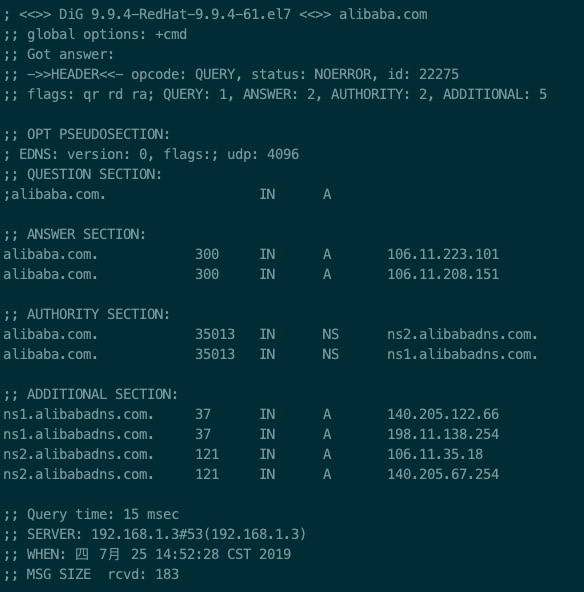 ; <<>> DiG 9.9.4-RedHat-9.9.4-61.el7 <<>> alibaba.com
;; global options: +cmd
;; Got answer:
;; ->>HEADER<<- opcode: QUERY, status: NOERROR, id: 22275
;; flags: qr rd ra; QUERY: 1, ANSWER: 2, AUTHORITY: 2, ADDITIONAL: 5
;; OPT PSEUDOSECTION:
; EDNS: version: 0, flags:; udp: 4096
;; QUESTION SECTION:
;alibaba.com. IN A
;; ANSWER SECTION:
alibaba.com. 300 IN A 106.11.223.101
alibaba.com. 300 IN A 106.11.208.151
;; AUTHORITY SECTION:
alibaba.com. 35013 IN NS ns2.alibabadns.com.
alibaba.com. 35013 IN NS ns1.alibabadns.com.
;; ADDITIONAL SECTION:
ns1.alibabadns.com. 37 IN A 140.205.122.66
ns1.alibabadns.com. 37 IN A 198.11.138.254
ns2.alibabadns.com. 121 IN A 106.11.35.18
ns2.alibabadns.com. 121 IN A 140.205.67.254
;; Query time: 15 msec
;; SERVER: 192.168.1.3#53(192.168.1.3)
;; WHEN: 四 7月 25 14:52:28 CST 2019
;; MSG SIZE rcvd: 183